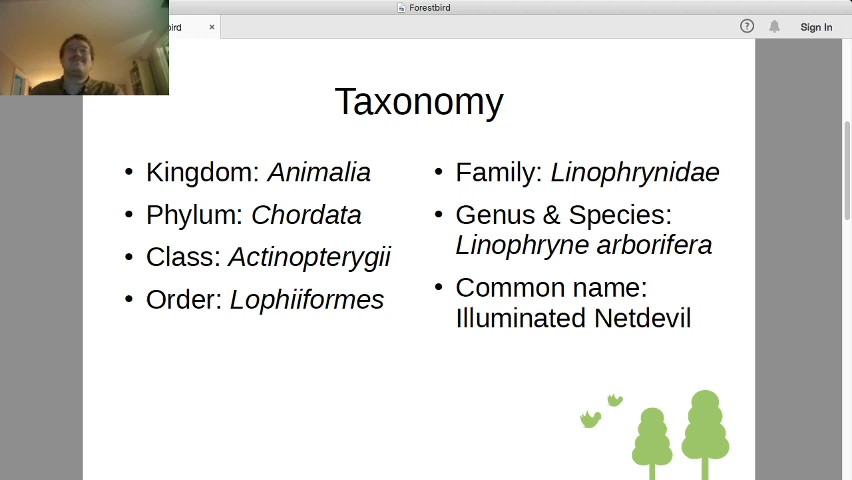 Forestbird
bird ×
? Sign In
Taxonomy
• Kingdom: Animalia
• Phylum: Chordata
• Class: Actinopterygii
• Order: Lophiiformes
• Family: Linophrynidae
• Genus & Species:
Linophryne arborifera
• Common name:
Illuminated Netdevil